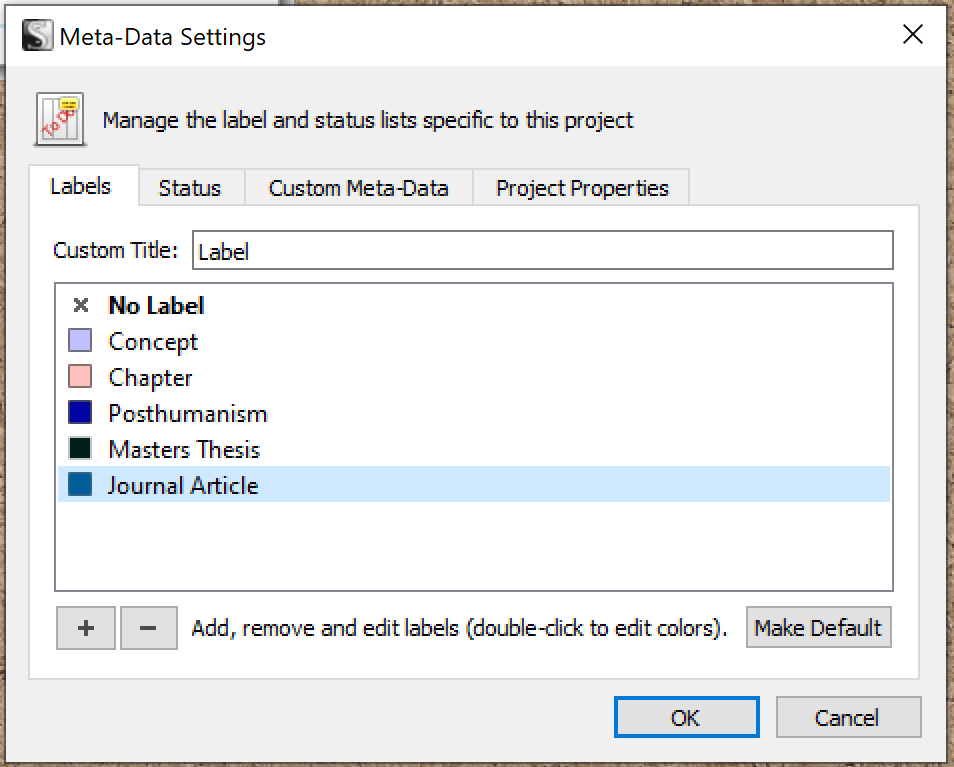 Meta-Data Settings
To Do
Manage the label and status lists specific to this project
Labels Status Custom Meta-Data Project Properties
Custom Title: Label
No Label
Concept
Chapter
Posthumanism
Masters Thesis
Journal Article
+ − Add, remove and edit labels (double-click to edit colors). Make Default
OK Cancel